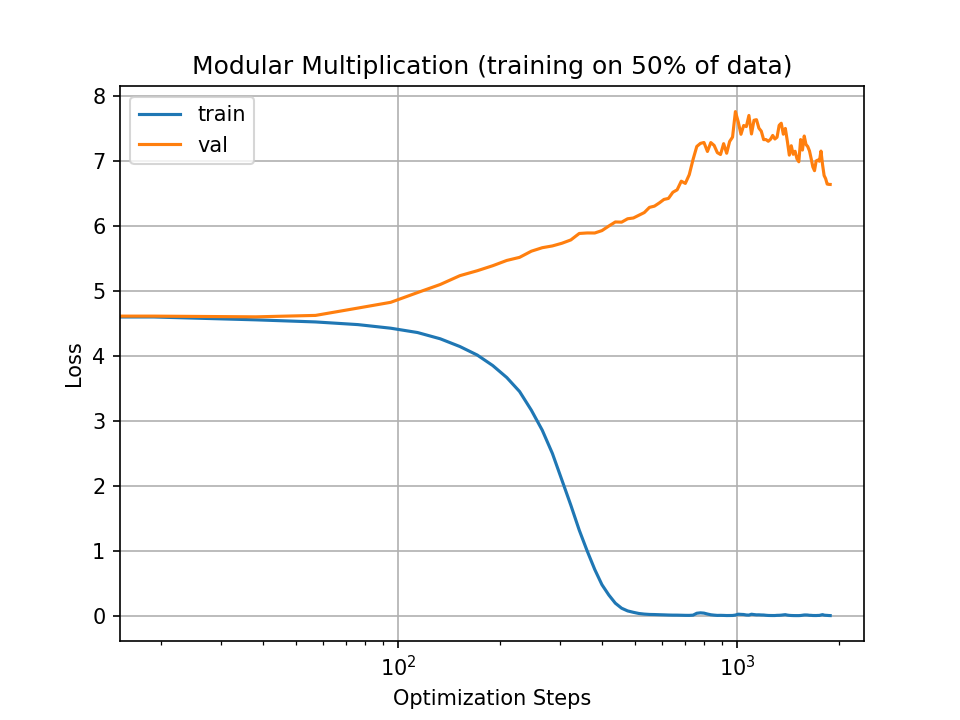 Modular Multiplication (training on 50% of data)
train
val
8
7
6
5
4
3
2
1
0
Loss
10² 10³
Optimization Steps